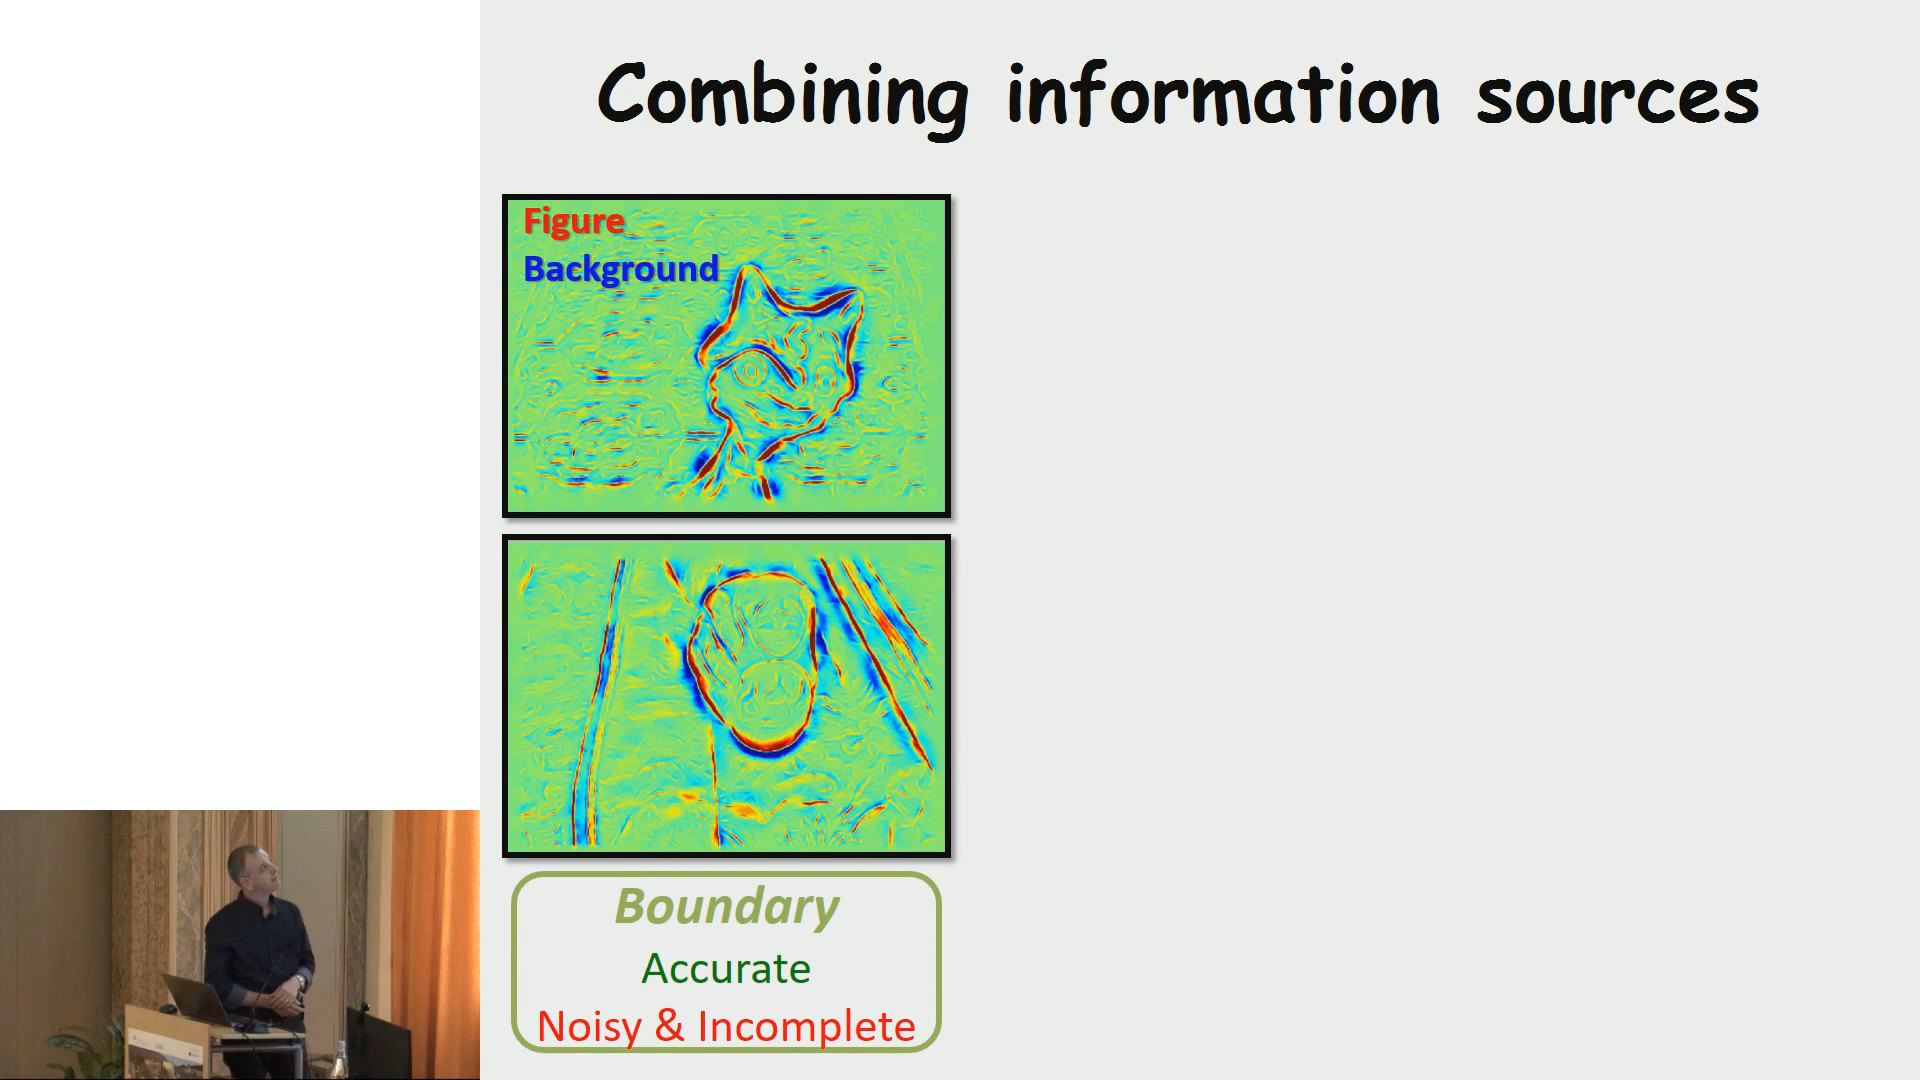 Combining information sources
Figure
Background
Boundary
Accurate
Noisy & Incomplete